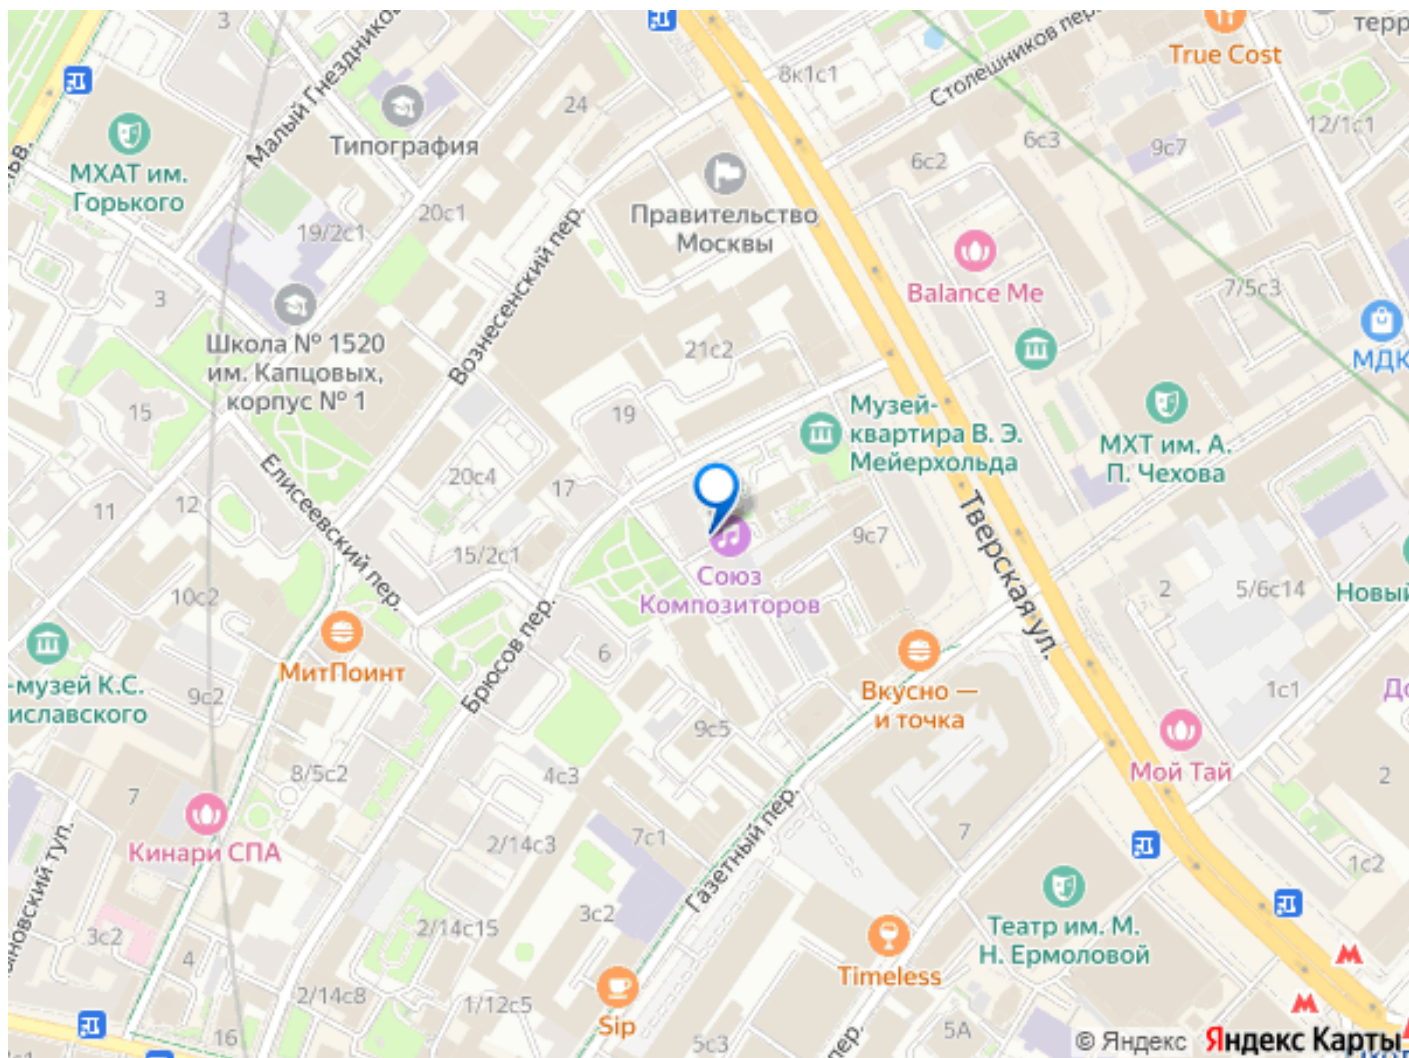 3
терр
True Cost
8к1с1
Столешников пер.
Малый Гнездников
24
Типография
12/1с1
МХАТ им.
Горького
6с3
9с7
6с2
20с1
Правительство
Москвы
19/2с1
Вознесенский пер.
Balance Me
7/5с3
3
Школа № 1520
им. Капцовых,
корпус № 1
21с2
МДК
15
19
Музей-
квартира В. Э.
Мейерхольда
МХТ им. А.
П. Чехова
20с4
17
Елисеевский пер.
12
11
Тверская ул.
9с7
15/2с1
Союз
Композиторов
2
5/6с14
Новый
10с2
Брюсов пер.
6
МитПоинт
-музей К.С.
иславского
9с2
Вкусно —
и точка
1с1
До
9с5
Мой Тай
8/5с2
4с3
2
7
Газетный пер.
7
Кинари СПА
2/14с3
7с1
1с2
ановский туп.
3с2
2/14с15
3с2
Театр им. М.
Н. Ермоловой
4
Timeless
2/14с8
1/12с5
Sip
16
5с3
пер.
5А
© Яндекс Яндекс Карты